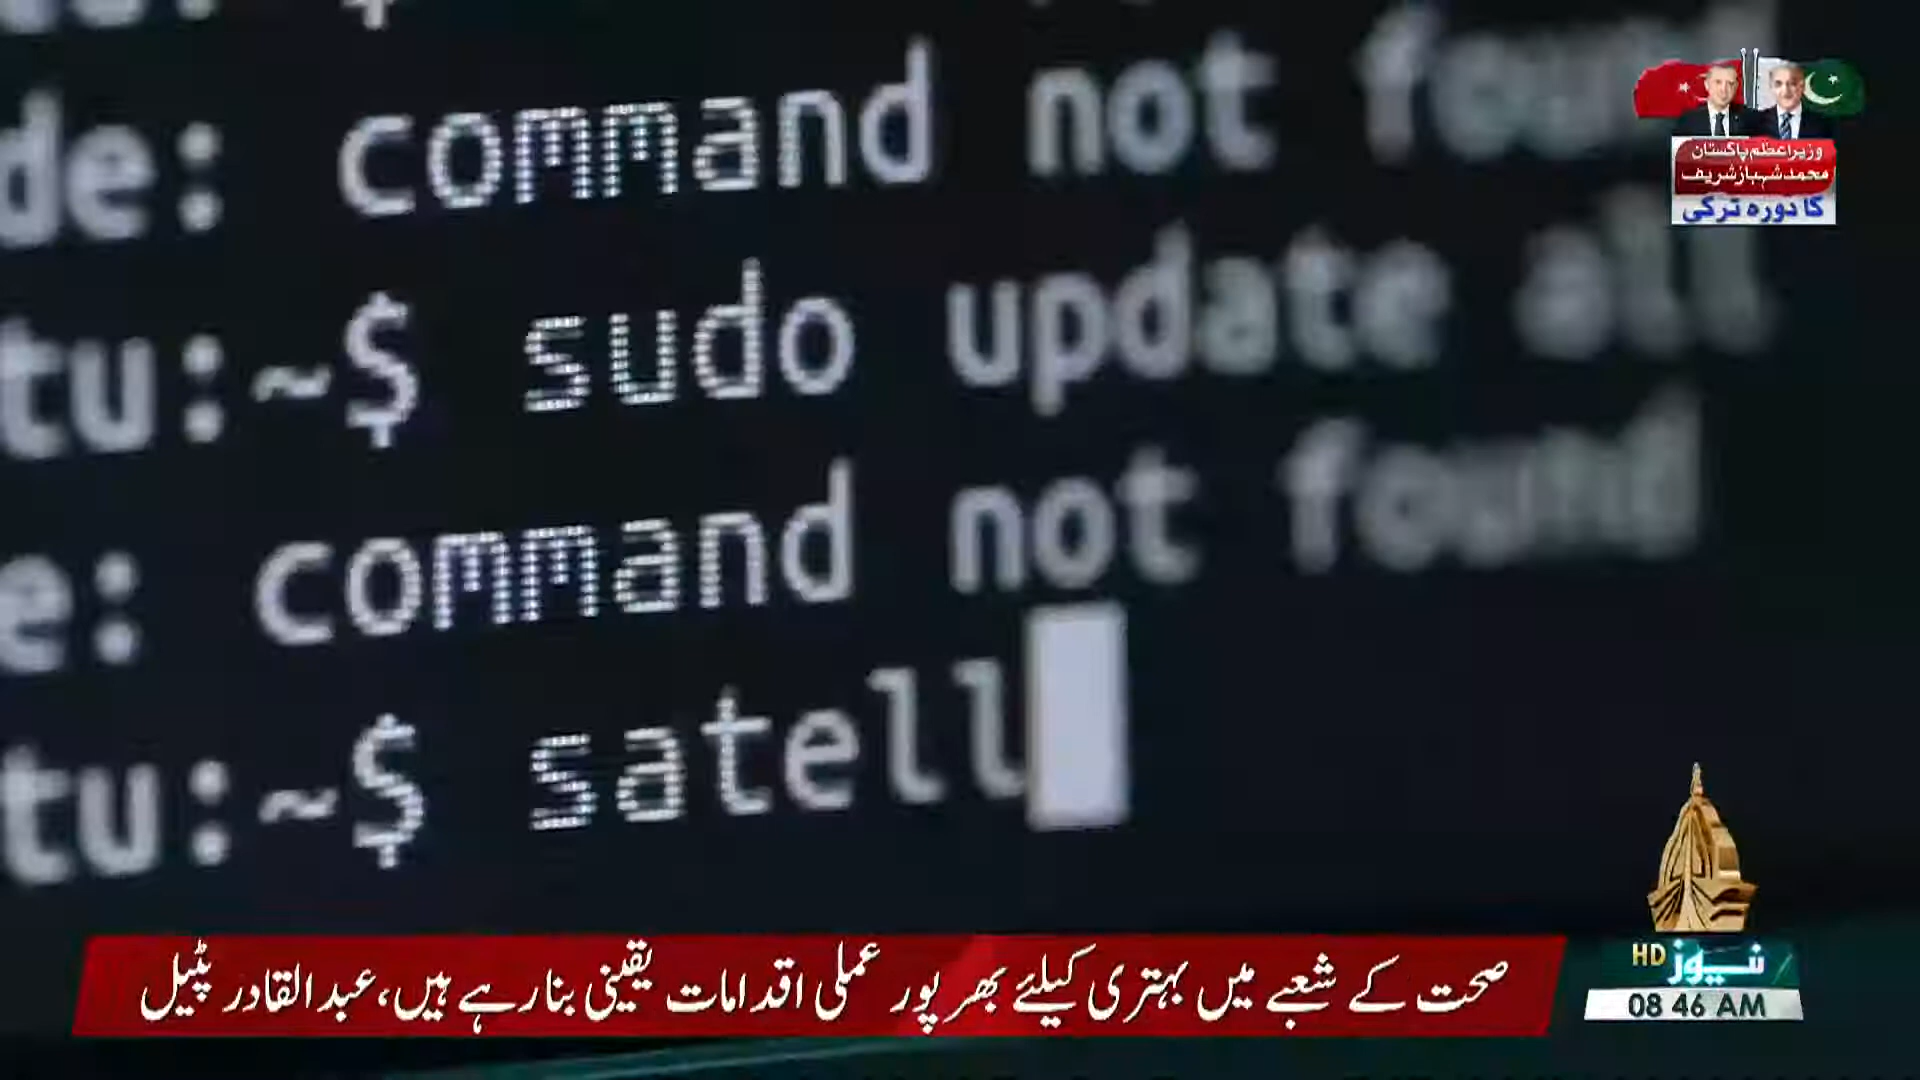 de: command not found
tu:~$ sudo update all
e: command not found
tu:~$ satell
وزیراعظم پاکستان
محمد شہباز شریف
کا دورہ ترکی
صحت کے شعبے میں بہتری کیلئے بھرپور عملی اقدامات یقینی بنا رہے ہیں، عبدالقادر پٹیل
نیوز HD
08 46 AM